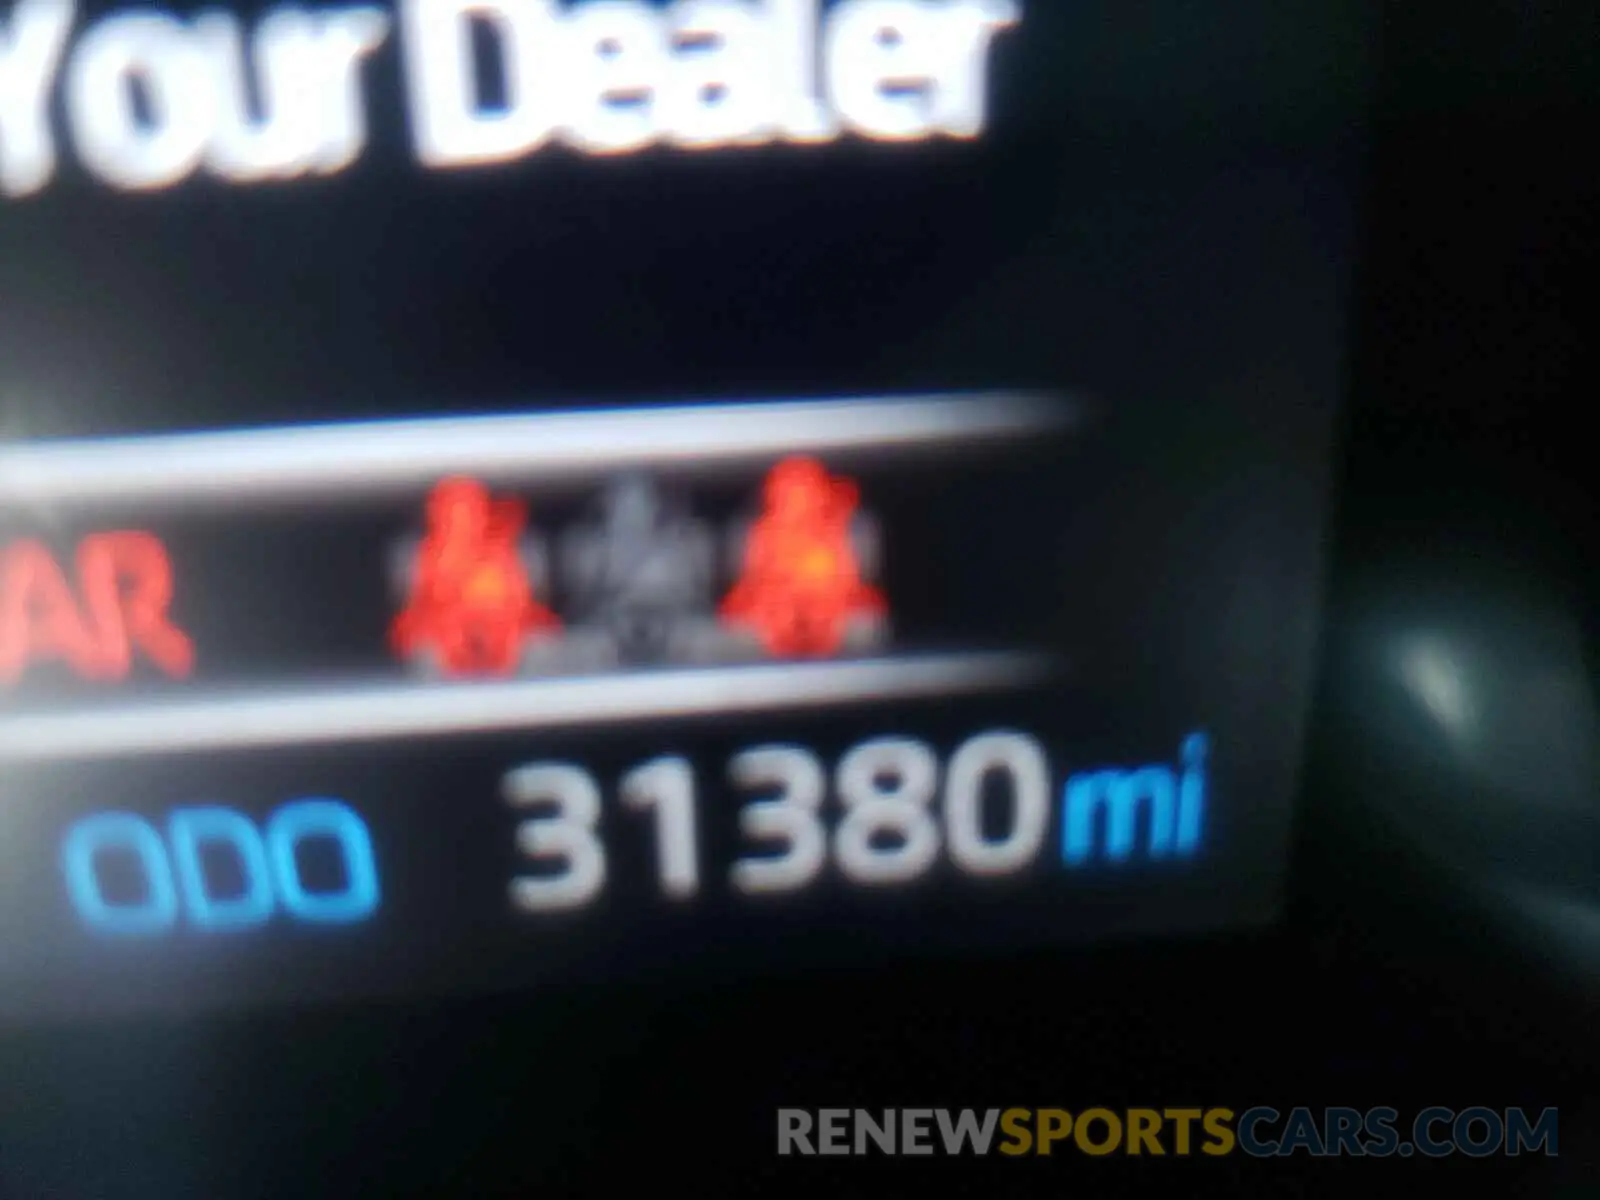 Your Dealer
AR
ODO 31380 mi
RENEWSPORTSCARS.COM